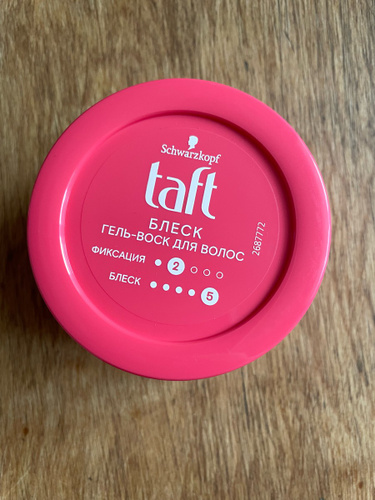 Schwarzkopf
taft
БЛЕСК
ГЕЛЬ-ВОСК ДЛЯ ВОЛОС
ФИКСАЦИЯ 2
БЛЕСК 5
2687772